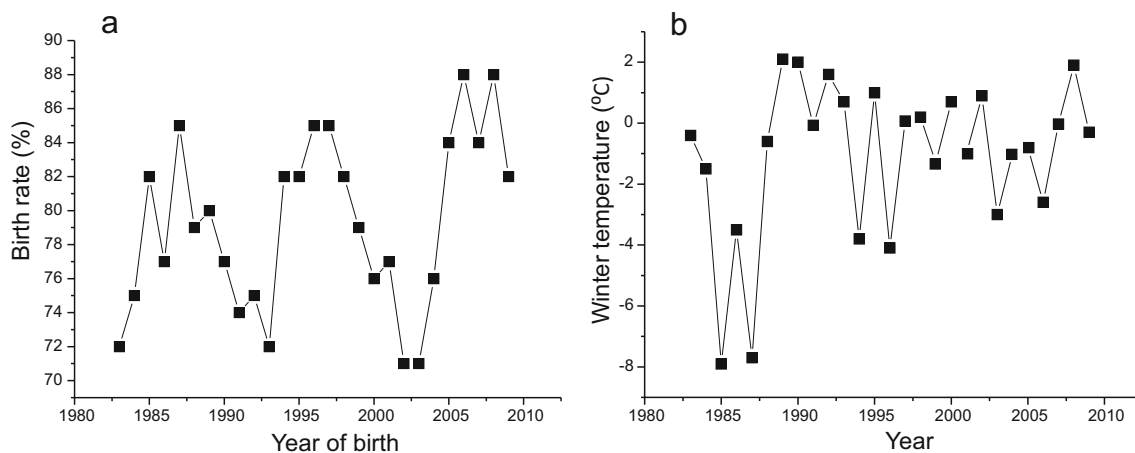 a
90
88
86
84
82
80
78
76
74
72
70
Birth rate (%)
1980 1985 1990 1995 2000 2005 2010
Year of birth
b
2
0
-2
-4
-6
-8
Winter temperature (⁰C)
1980 1985 1990 1995 2000 2005 2010
Year